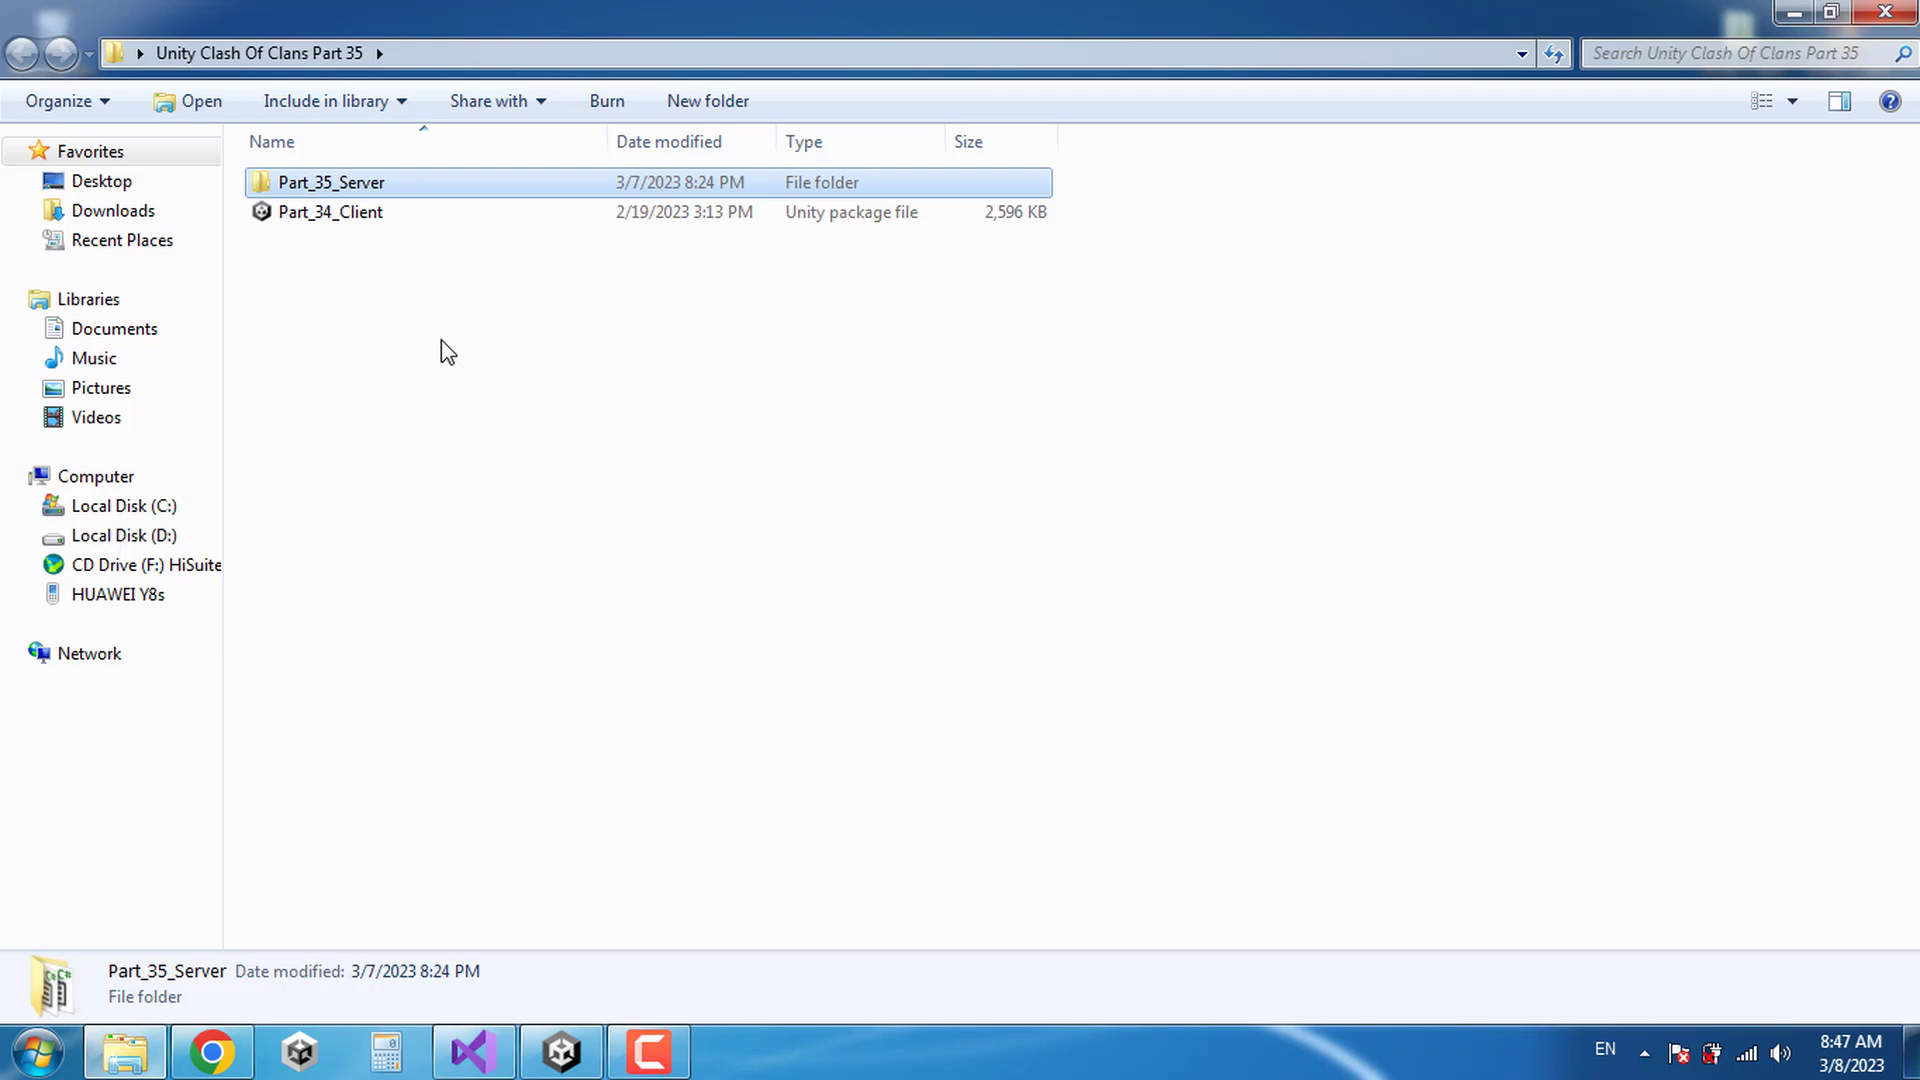 Unity Clash Of Clans Part 35
Search Unity Clash Of Clans Part 35
Organize Open Include in library Share with Burn New folder
Name Date modified Type Size
Part_35_Server 3/7/2023 8:24 PM File folder
Part_34_Client 2/19/2023 3:13 PM Unity package file 2,596 KB
Favorites
Desktop
Downloads
Recent Places
Libraries
Documents
Music
Pictures
Videos
Computer
Local Disk (C:)
Local Disk (D:)
CD Drive (F:) HiSuite
HUAWEI Y8s
Network
Part_35_Server Date modified: 3/7/2023 8:24 PM
File folder
EN
8:47 AM
3/8/2023